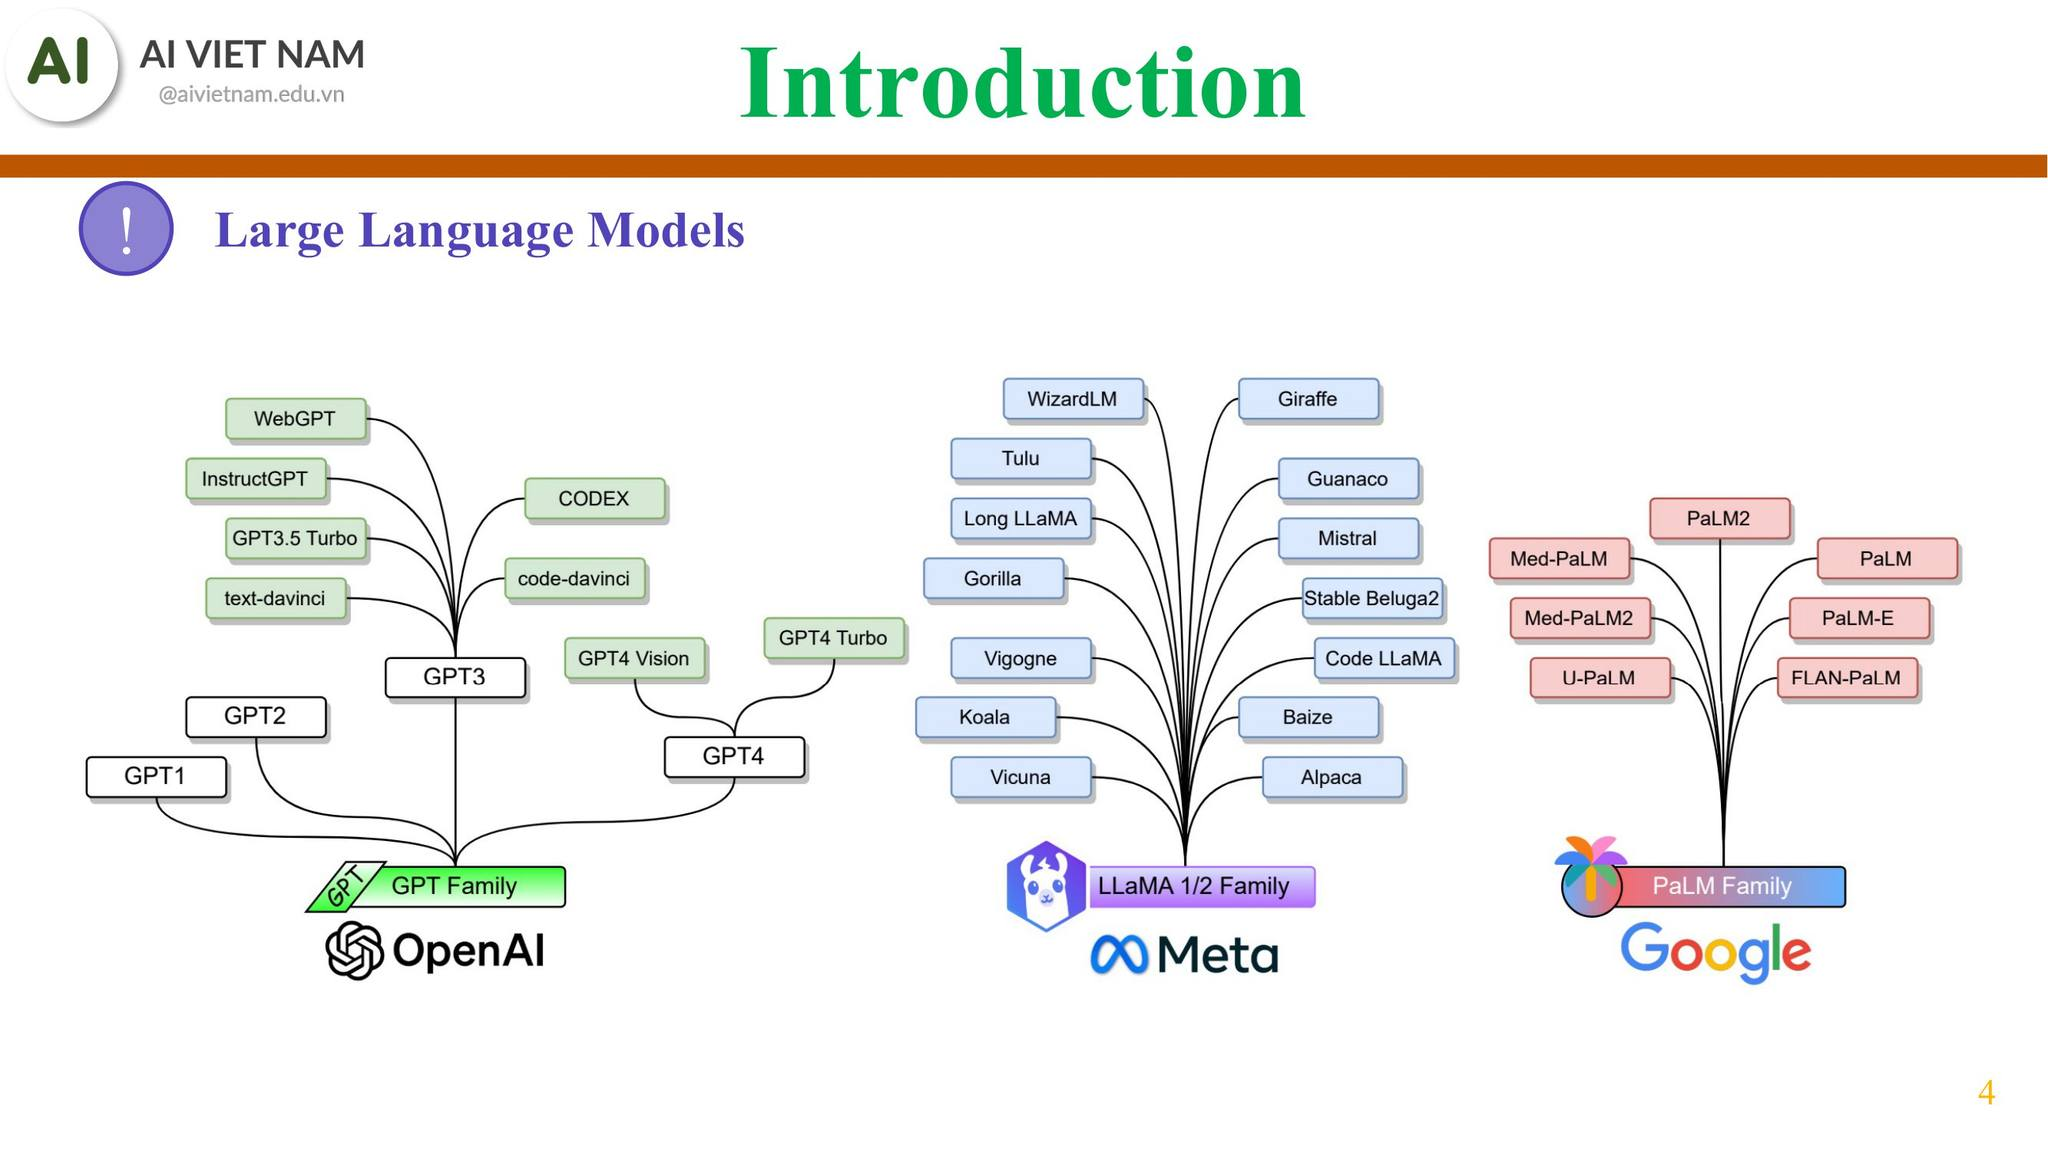 AI
AI VIET NAM
@aivietnam.edu.vn
Introduction
!
Large Language Models
WebGPT
InstructGPT
GPT3.5 Turbo
text-davinci
CODEX
code-davinci
GPT3
GPT2
GPT1
GPT4 Vision
GPT4 Turbo
GPT4
GPT
GPT Family
OpenAI
WizardLM
Tulu
Long LLaMA
Gorilla
Vigogne
Koala
Vicuna
Giraffe
Guanaco
Mistral
Stable Beluga2
Code LLaMA
Baize
Alpaca
LLaMA 1/2 Family
Meta
PaLM2
Med-PaLM
Med-PaLM2
U-PaLM
PaLM
PaLM-E
FLAN-PaLM
PaLM Family
Google
4